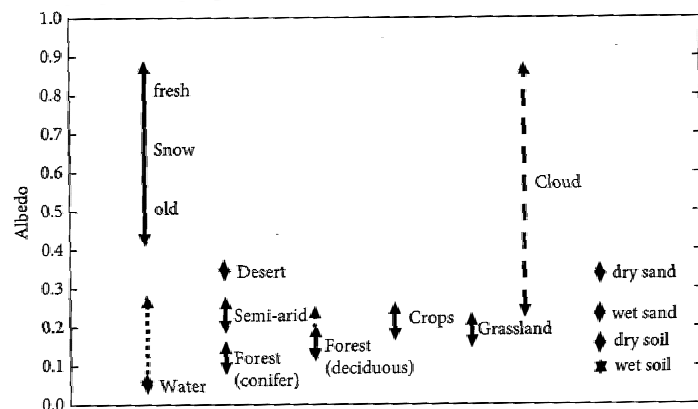 1.0
0.9
0.8
0.7
0.6
0.5
0.4
0.3
0.2
0.1
0.0
Albedo
fresh
Snow
old
Water
Desert
Semi-arid
Forest
(conifer)
Forest
(deciduous)
Crops
Grassland
Cloud
dry sand
wet sand
dry soil
wet soil